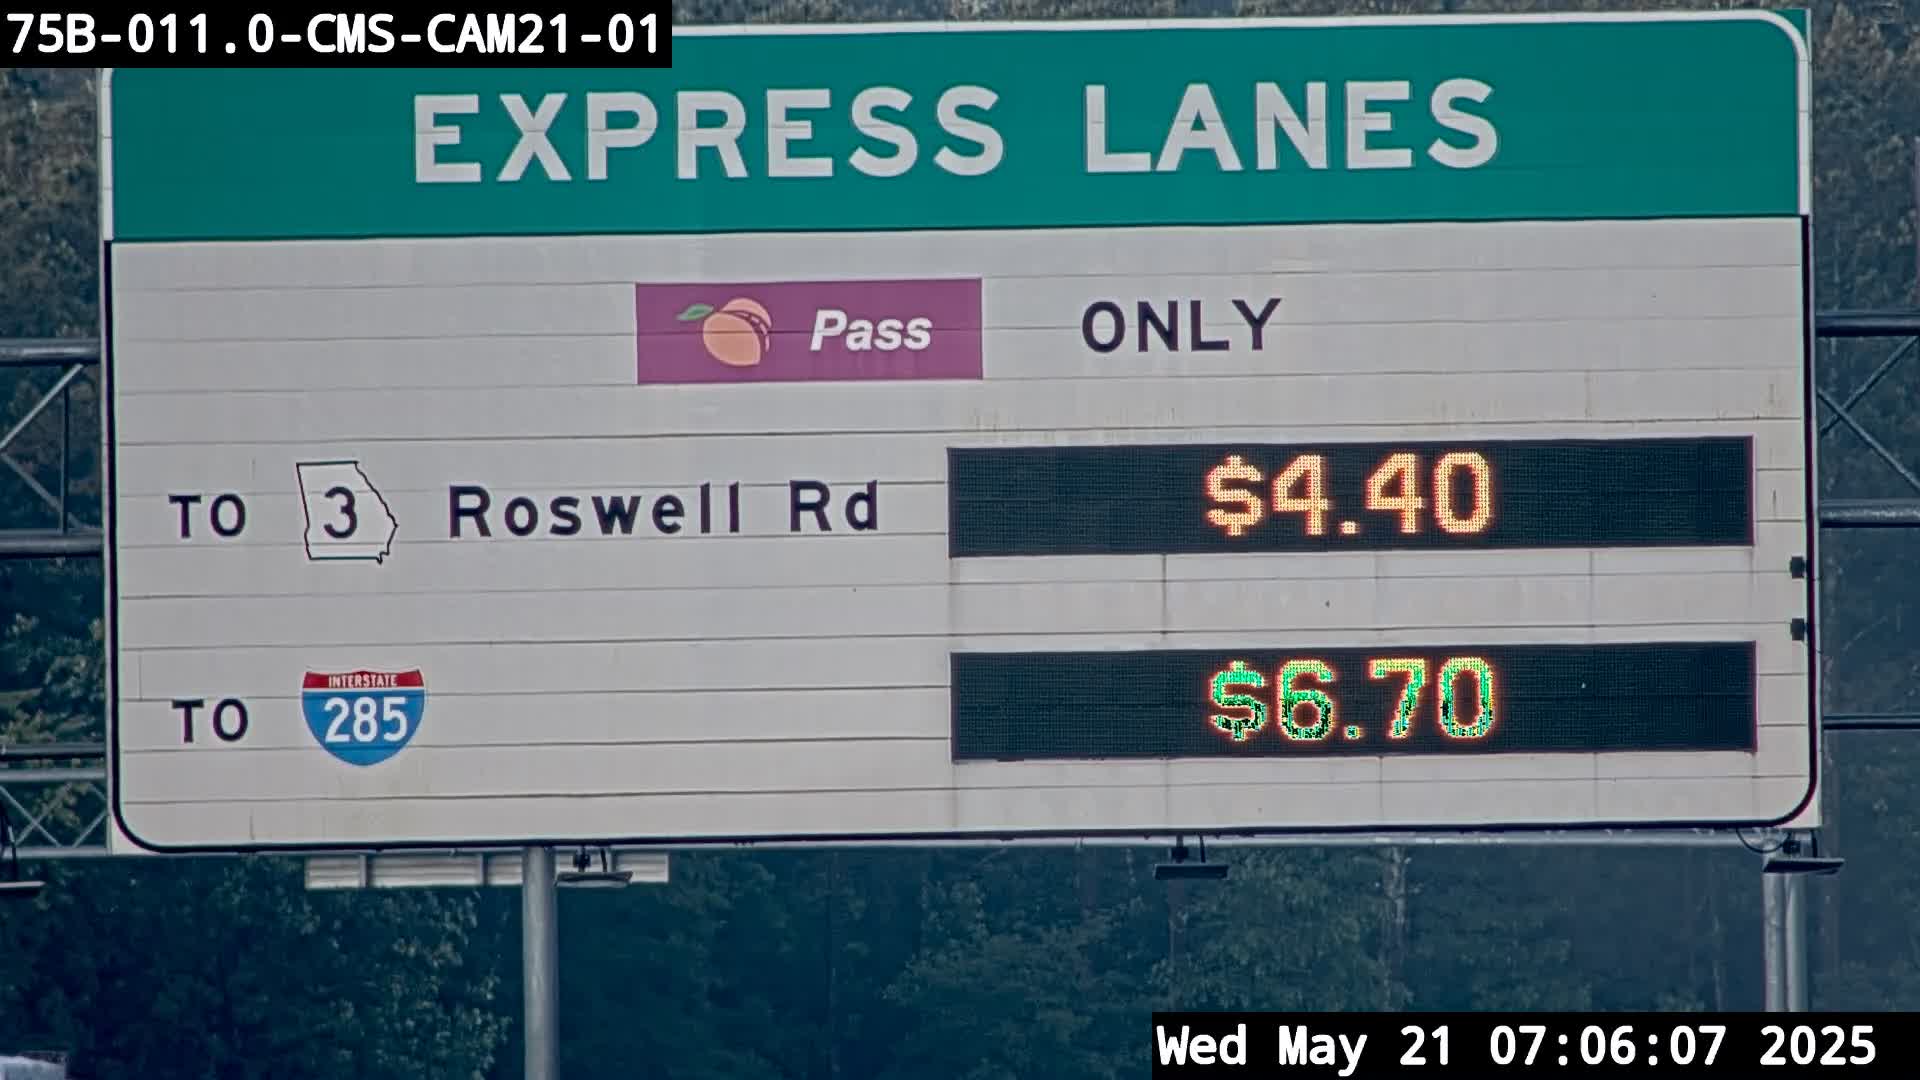 75B-011.0-CMS-CAM21-01
EXPRESS LANES
Pass ONLY
TO 3 Roswell Rd $4.40
TO INTERSTATE 285 $6.70
Wed May 21 07:06:07 2025